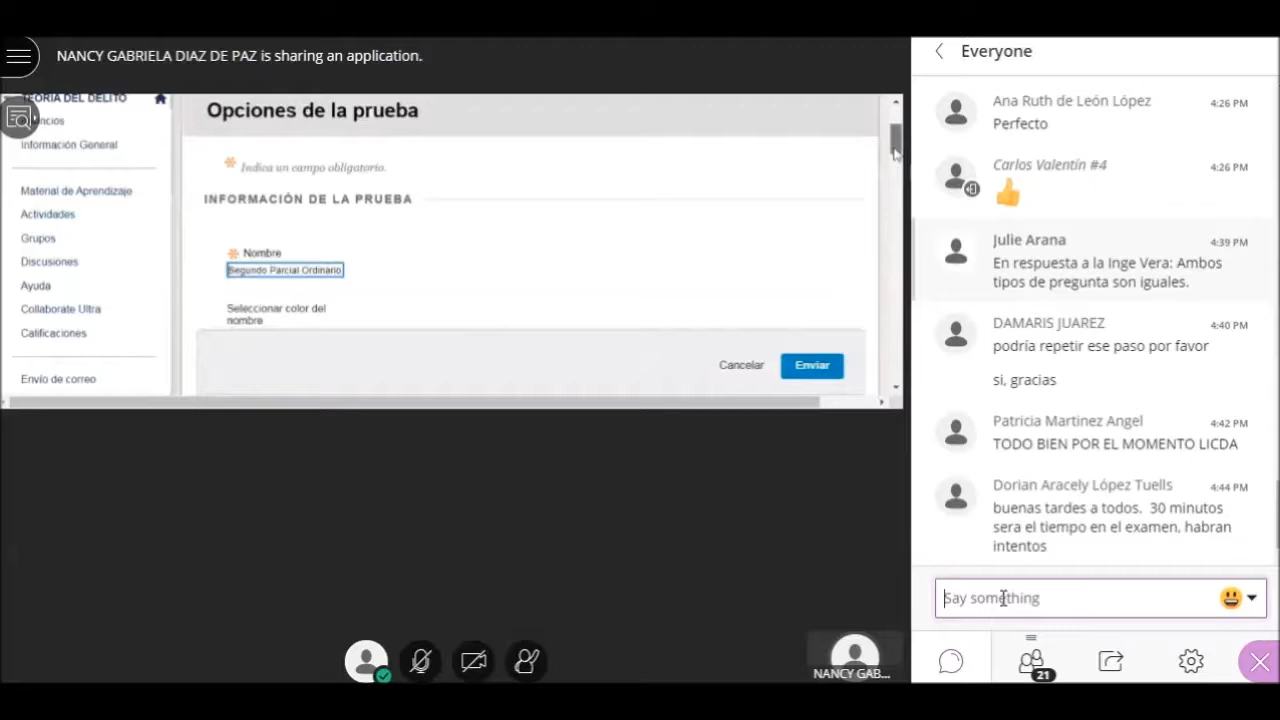 NANCY GABRIELA DIAZ DE PAZ is sharing an application.
TEORÍA DEL DELITO
Información General
Material de Aprendizaje
Actividades
Grupos
Discusiones
Ayuda
Collaborate Ultra
Calificaciones
Envío de correo
Opciones de la prueba
Indica un campo obligatorio.
INFORMACIÓN DE LA PRUEBA
Nombre
Segundo Parcial Ordinario
Seleccionar color del
nombre
Cancelar
Enviar
NANCY GAB...
Everyone
Ana Ruth de León López
4:26 PM
Perfecto
Carlos Valentín #4
4:26 PM
Julie Arana
4:39 PM
En respuesta a la Inge Vera: Ambos
tipos de pregunta son iguales.
DAMARIS JUAREZ
4:40 PM
podría repetir ese paso por favor
si, gracias
Patricia Martinez Angel
4:42 PM
TODO BIEN POR EL MOMENTO LICDA
Dorian Aracely López Tuells
4:44 PM
buenas tardes a todos. 30 minutos
sera el tiempo en el examen, habran
intentos
Say something
21